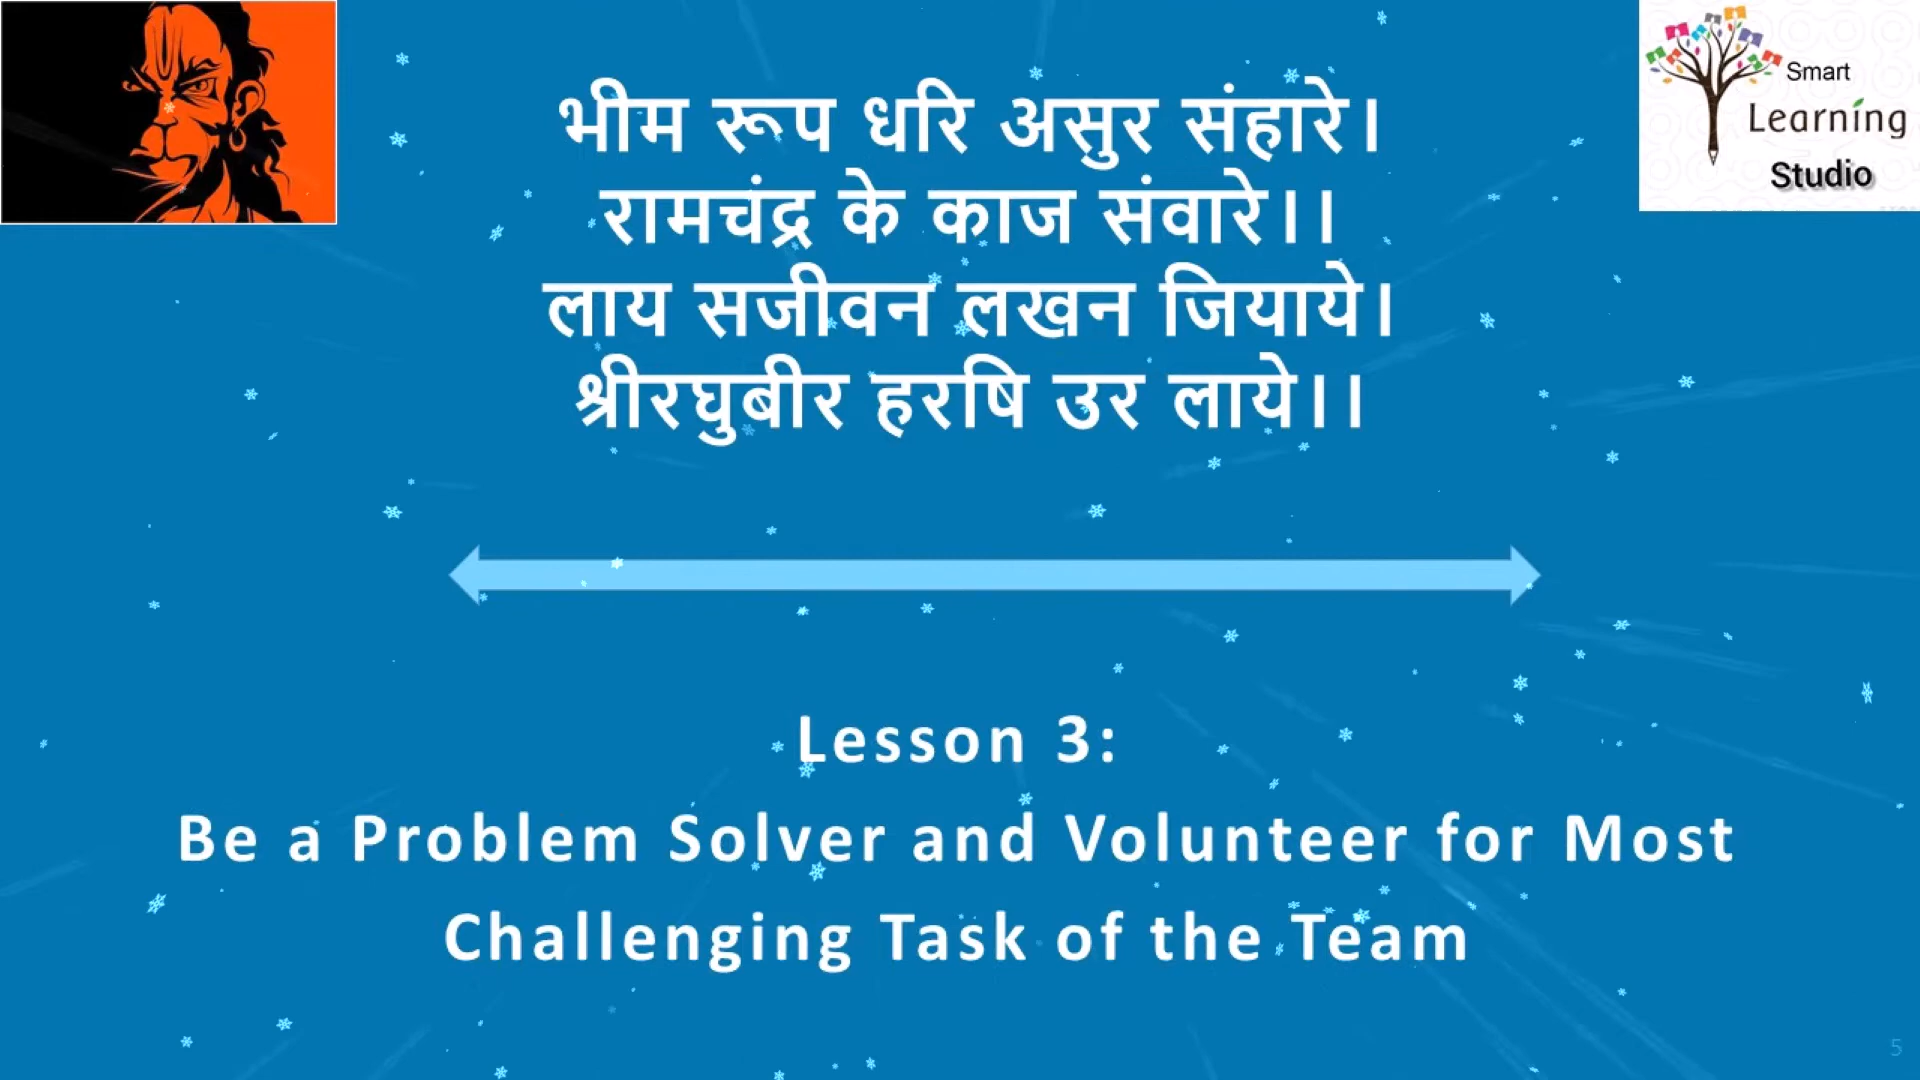 भीम रूप धरि असुर संहारे।
रामचंद्र के काज संवारे।।
लाय सजीवन लखन जियाये।
श्रीरघुबीर हरषि उर लाये।।
Smart
Learning
Studio
Lesson 3:
Be a Problem Solver and Volunteer for Most
Challenging Task of the Team
5